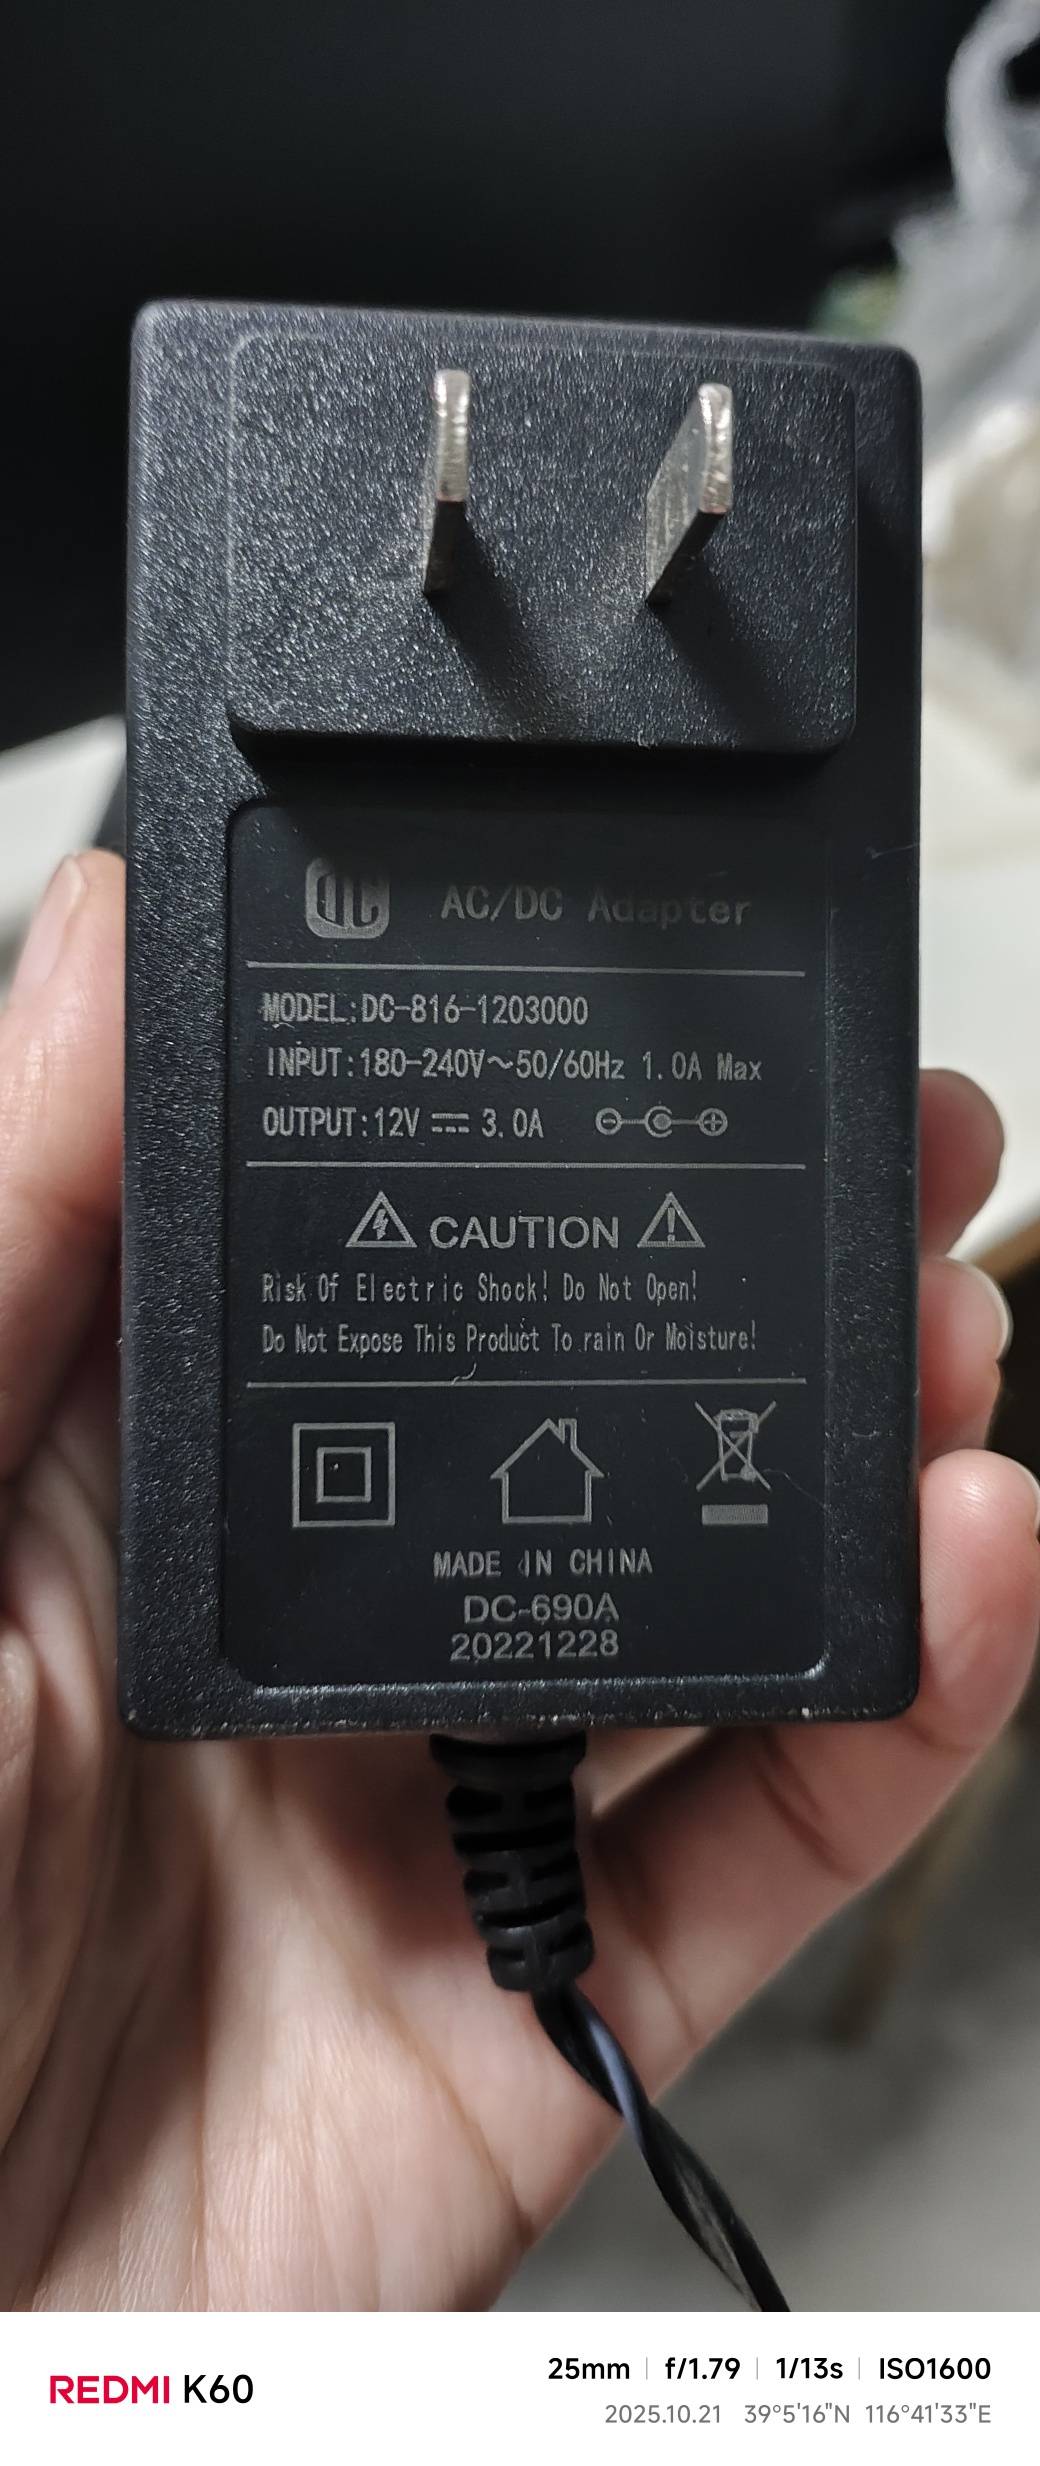 AC/DC Adapter
MODEL:DC-816-1203000
INPUT:180-240V~50/60Hz 1.0A Max
OUTPUT:12V ⎓ 3.0A
CAUTION
Risk Of Electric Shock! Do Not Open!
Do Not Expose This Product To rain Or Moisture!
MADE IN CHINA
DC-690A
20221228
REDMI K60
25mm | f/1.79 | 1/13s | ISO1600
2025.10.21 39°5'16"N 116°41'33"E